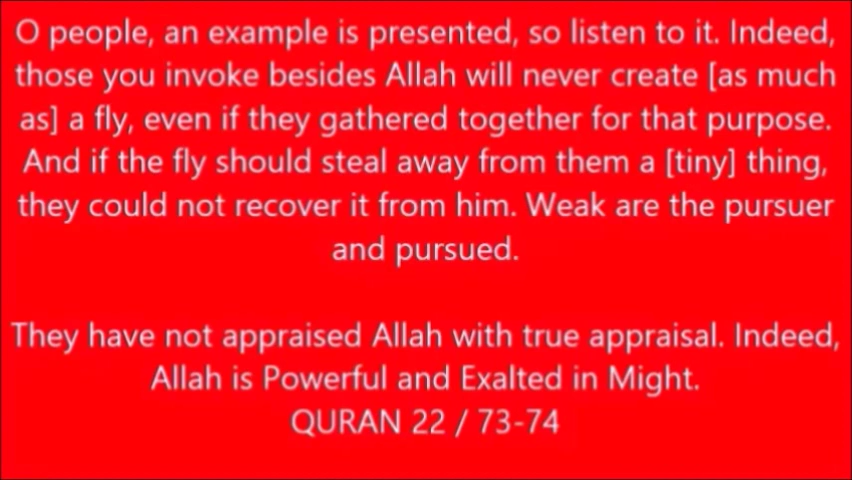 O people, an example is presented, so listen to it. Indeed,
those you invoke besides Allah will never create [as much
as] a fly, even if they gathered together for that purpose.
And if the fly should steal away from them a [tiny] thing,
they could not recover it from him. Weak are the pursuer
and pursued.
They have not appraised Allah with true appraisal. Indeed,
Allah is Powerful and Exalted in Might.
QURAN 22 / 73-74